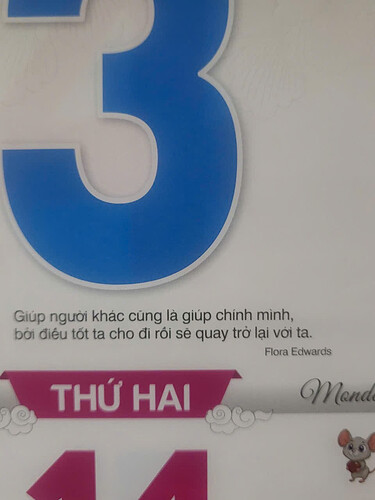 3
Giúp người khác cũng là giúp chính mình,
bởi điều tốt ta cho đi rồi sẽ quay trở lại với ta.
Flora Edwards
THỨ HAI